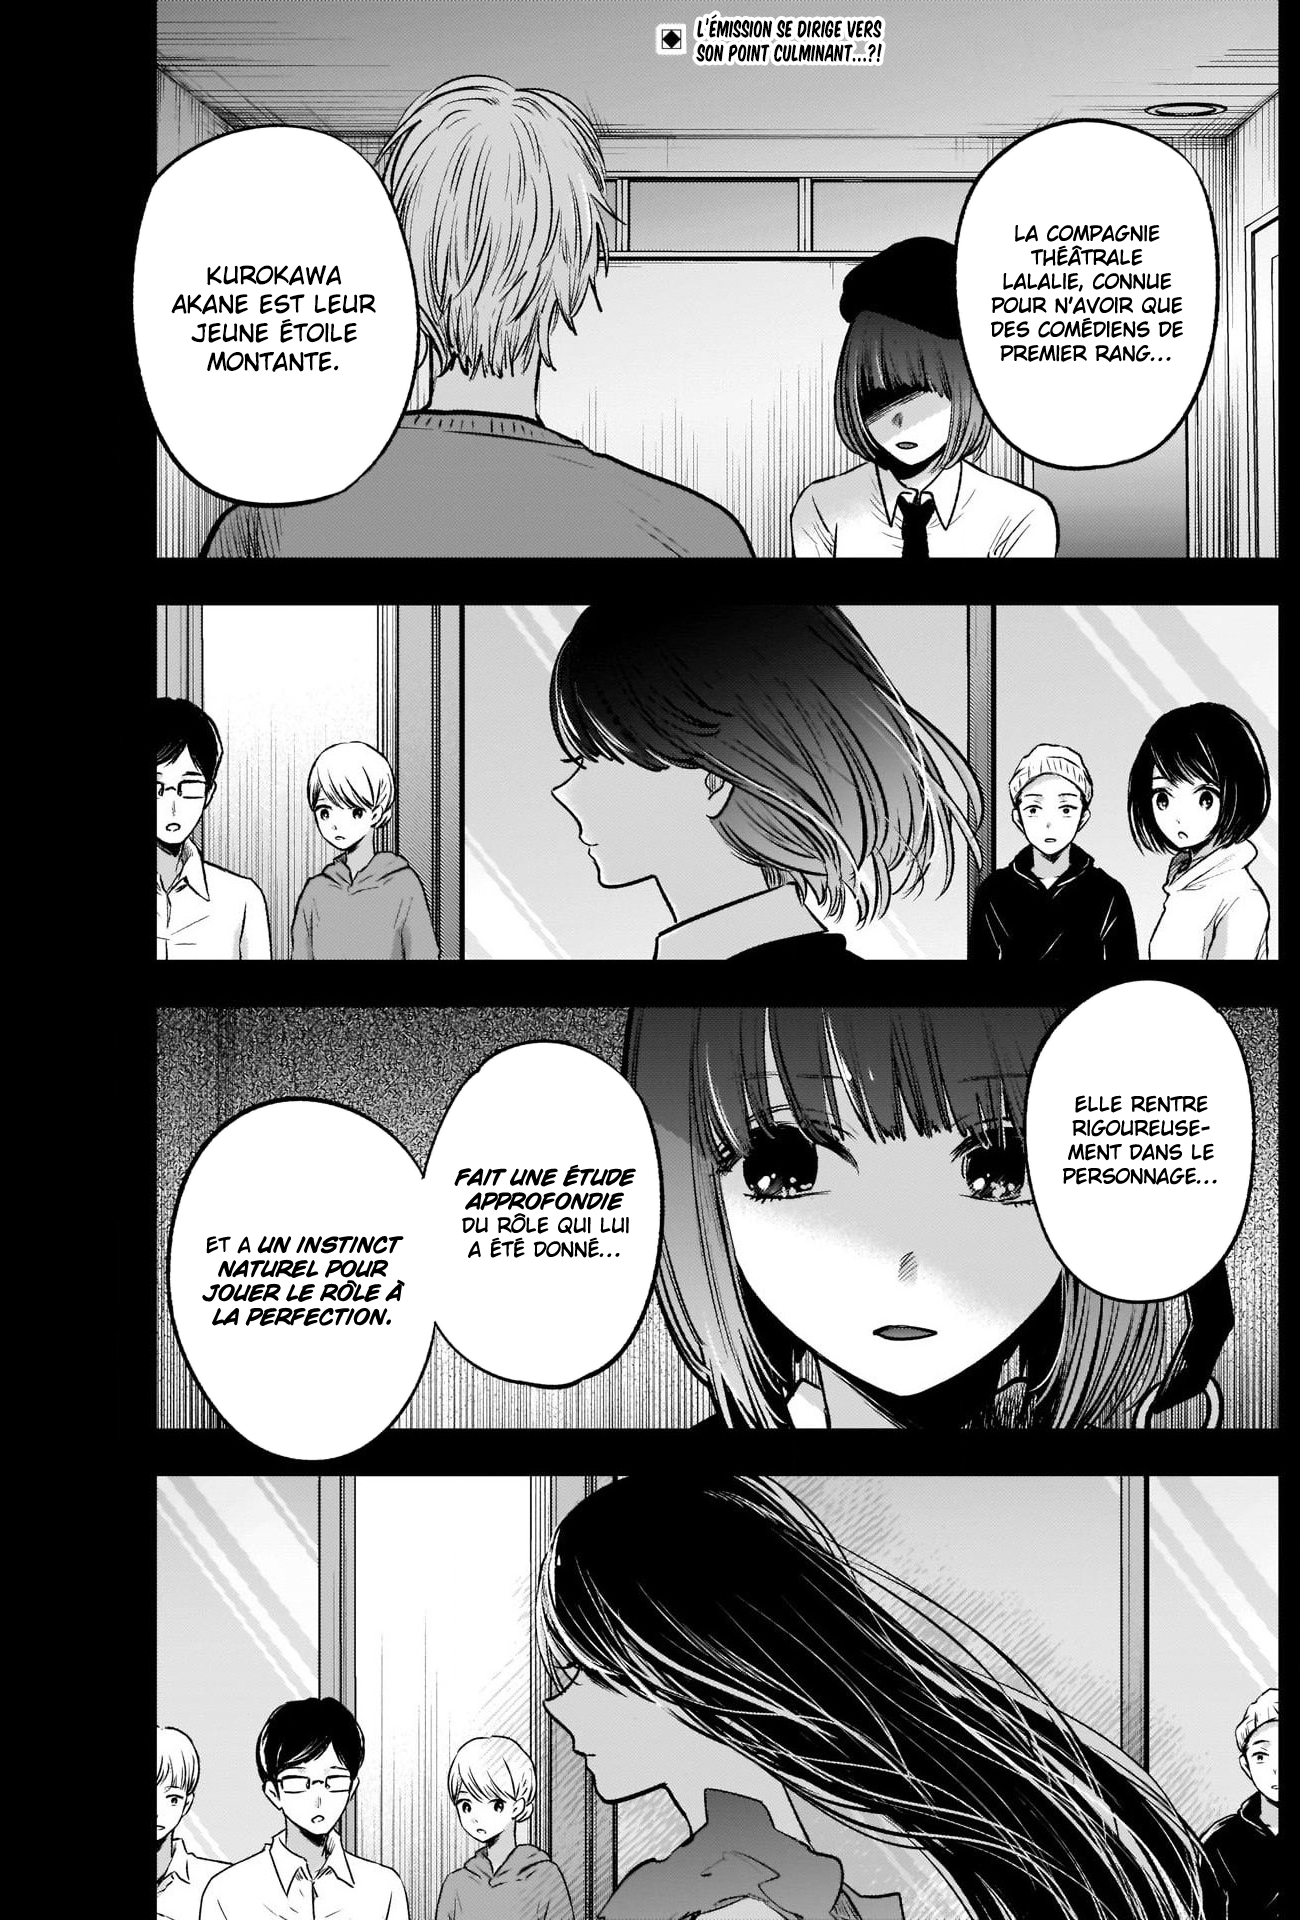 L'ÉMISSION SE DIRIGE VERS
SON POINT CULMINANT...?!
LA COMPAGNIE
THÉÂTRALE
LALALIE, CONNUE
POUR N'AVOIR QUE
DES COMÉDIENS DE
PREMIER RANG...
KUROKAWA
AKANE EST LEUR
JEUNE ÉTOILE
MONTANTE.
ELLE RENTRE
RIGOUREUSE-
MENT DANS LE
PERSONNAGE...
FAIT UNE ÉTUDE
APPROFONDIE
DU RÔLE QUI LUI
A ÉTÉ DONNÉ...
ET A UN INSTINCT
NATUREL POUR
JOUER LE RÔLE À
LA PERFECTION.